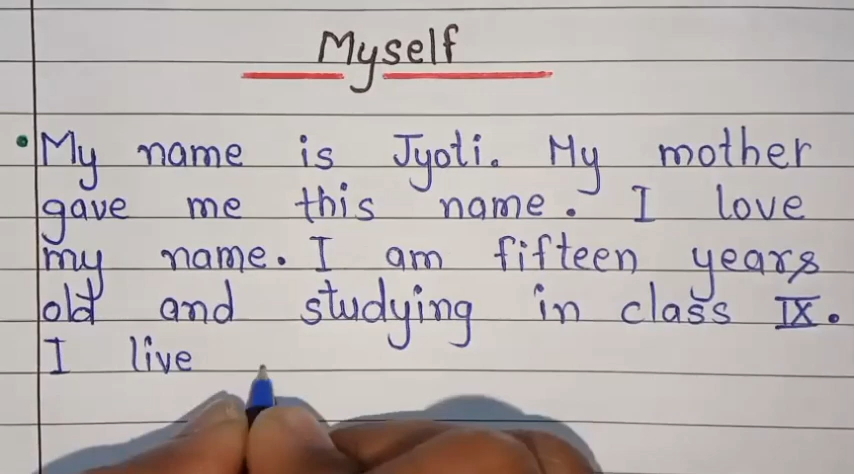 Myself
My name is Jyoti. My mother
gave me this name. I love
my name. I am fifteen years
old and studying in class IX.
I live